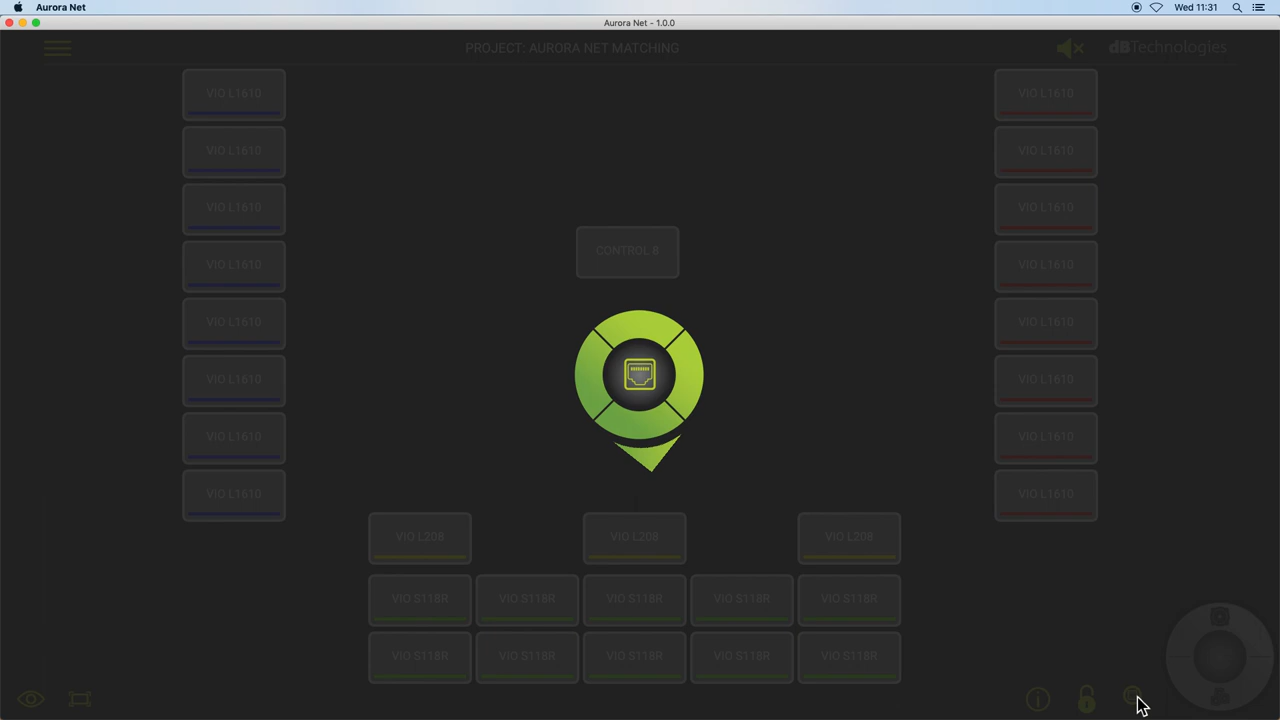 Aurora Net
Wed 11:31
Aurora Net - 1.0.0
PROJECT: AURORA NET MATCHING
dBTechnologies
VIO L1610
VIO L1610
VIO L1610
VIO L1610
VIO L1610
VIO L1610
VIO L1610
VIO L1610
CONTROL 8
VIO L1610
VIO L1610
VIO L1610
VIO L1610
VIO L1610
VIO L1610
VIO L1610
VIO L1610
VIO L208 VIO L208 VIO L208
VIO S118R VIO S118R VIO S118R VIO S118R VIO S118R
VIO S118R VIO S118R VIO S118R VIO S118R VIO S118R